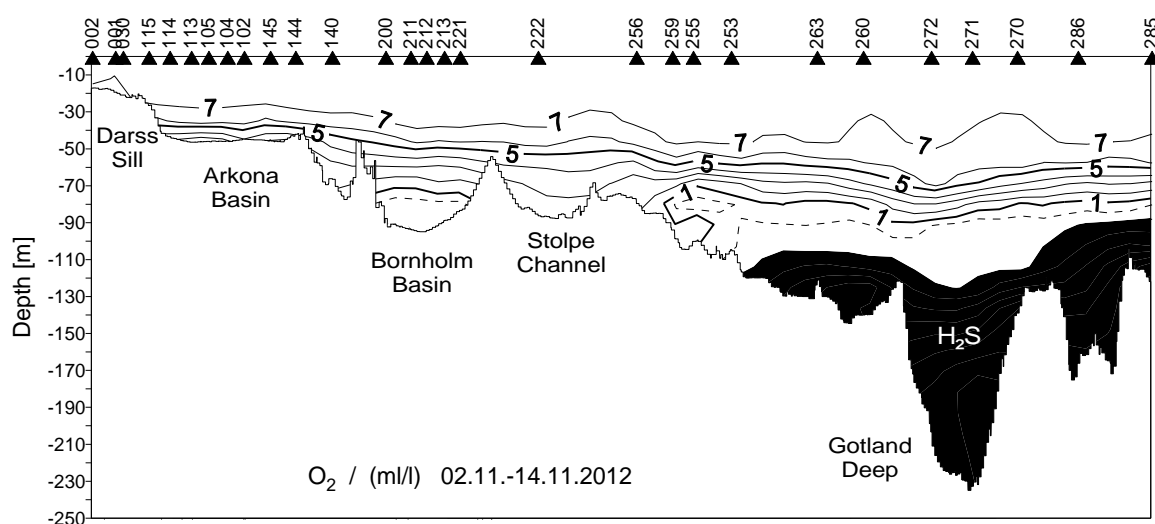 002 001 030 115 114 113 105 104 102 145 144 140 200 211 212 213 221 222 256 259 255 253 263 260 272 271 270 286 285
-10
-30
-50
-70
-90
-110
-130
-150
-170
-190
-210
-230
-250
Depth [m]
7 7 7 7 7 7
5 5 5 5 5
1 1 1
Darss
Sill
Arkona
Basin
Bornholm
Basin
Stolpe
Channel
H₂S
Gotland
Deep
O₂ / (ml/l) 02.11.-14.11.2012